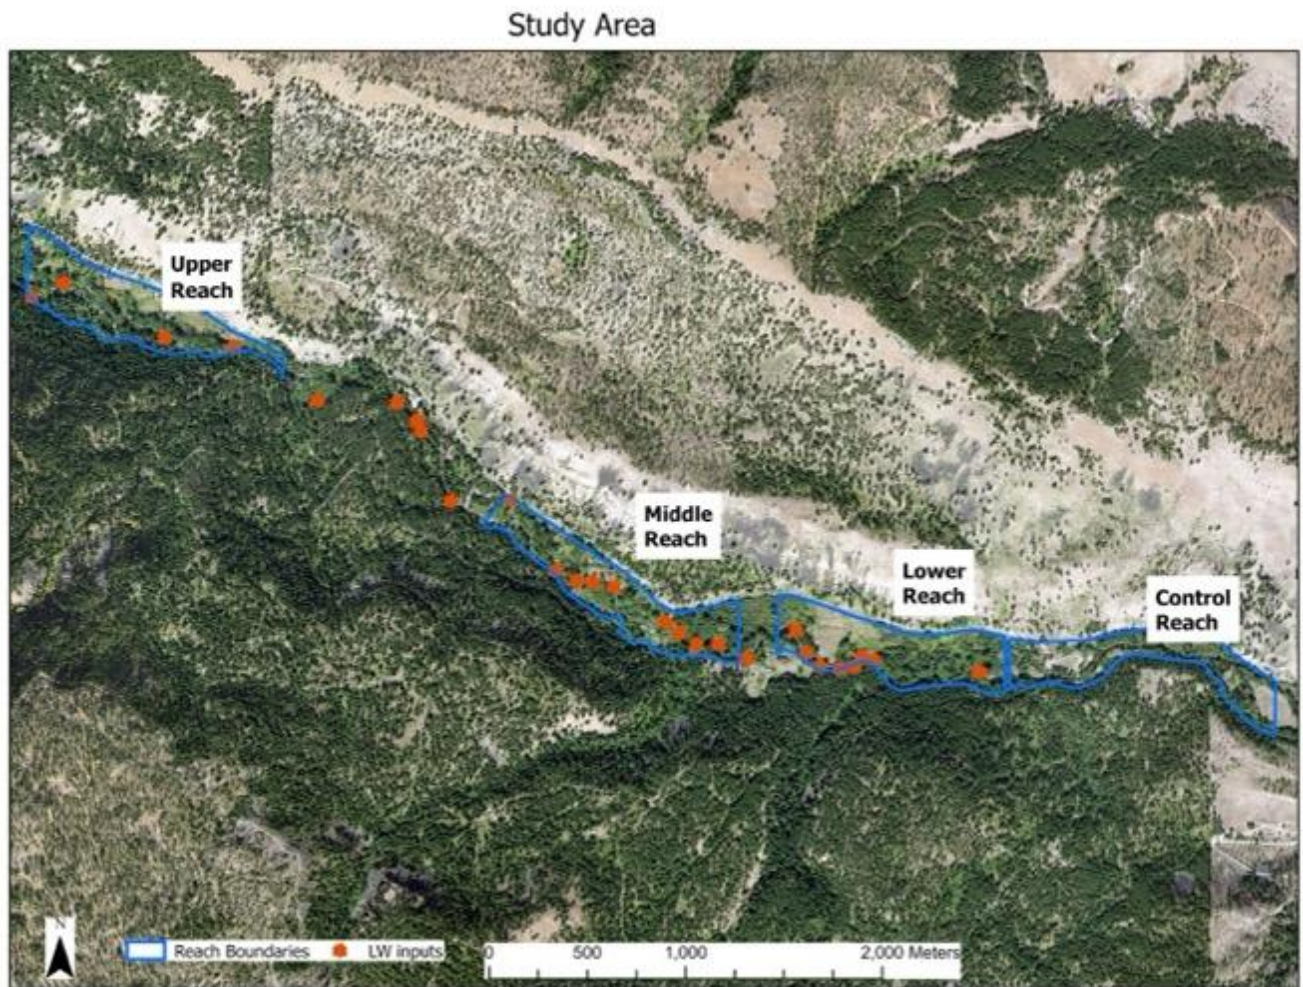 Study Area
Upper
Reach
Middle
Reach
Lower
Reach
Control
Reach
N
Reach Boundaries LW inputs 0 500 1,000 2,000 Meters